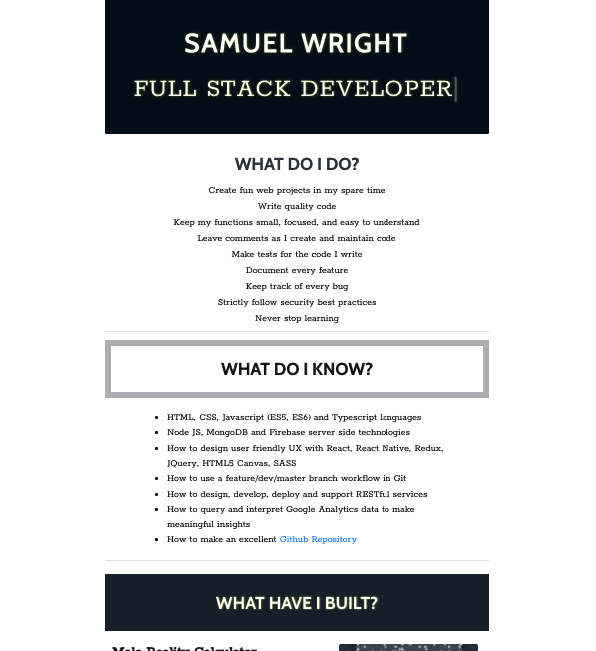 SAMUEL WRIGHT
FULL STACK DEVELOPER
WHAT DO I DO?
Create fun web projects in my spare time
Write quality code
Keep my functions small, focused, and easy to understand
Leave comments as I create and maintain code
Make tests for the code I write
Document every feature
Keep track of every bug
Strictly follow security best practices
Never stop learning
WHAT DO I KNOW?
HTML, CSS, Javascript (ES5, ES6) and Typescript languages
Node JS, MongoDB and Firebase server side technologies
How to design user friendly UX with React, React Native, Redux,
JQuery, HTML5 Canvas, SASS
How to use a feature/dev/master branch workflow in Git
How to design, develop, deploy and support RESTful services
How to query and interpret Google Analytics data to make
meaningful insights
How to make an excellent Github Repository
WHAT HAVE I BUILT?